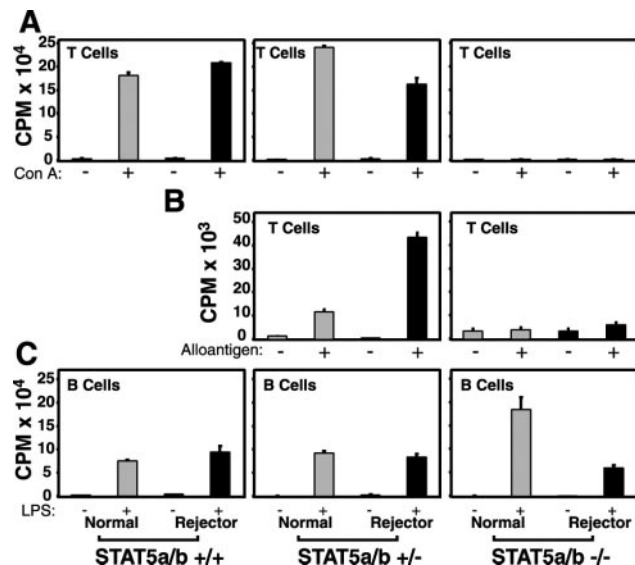 A
CPM x 10⁴
25
20
15
10
5
0
T Cells
T Cells
T Cells
Con A: - + - + - + - + - + - +
B
CPM x 10³
50
40
30
20
10
0
T Cells
T Cells
Alloantigen: - + - + - + - +
C
CPM x 10⁴
25
20
15
10
5
0
B Cells
B Cells
B Cells
LPS: - + - + - + - + - + - +
Normal Rejector Normal Rejector Normal Rejector
STAT5a/b +/+ STAT5a/b +/- STAT5a/b -/-